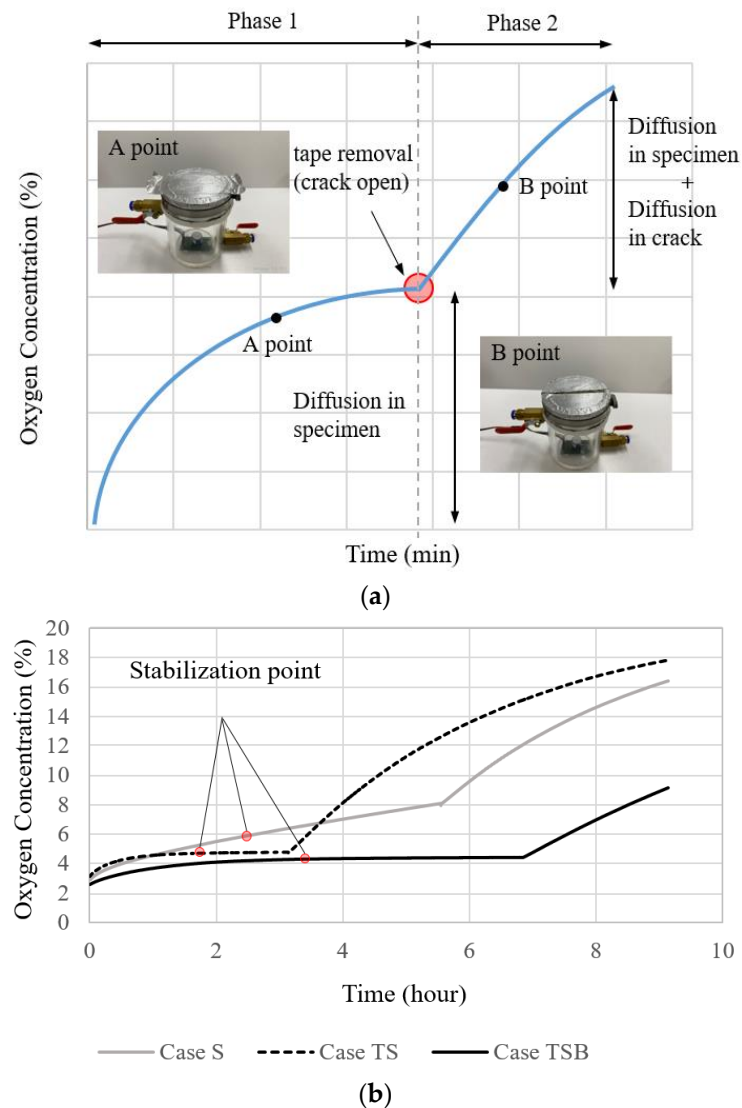 Phase 1
Phase 2
A point
tape removal
(crack open)
B point
Diffusion
in specimen
+
Diffusion
in crack
A point
B point
Diffusion in
specimen
Oxygen Concentration (%)
Time (min)
(a)
20
18
16
14
12
10
8
6
4
2
0
Stabilization point
Oxygen Concentration (%)
0
2
4
6
8
10
Time (hour)
Case S
Case TS
Case TSB
(b)